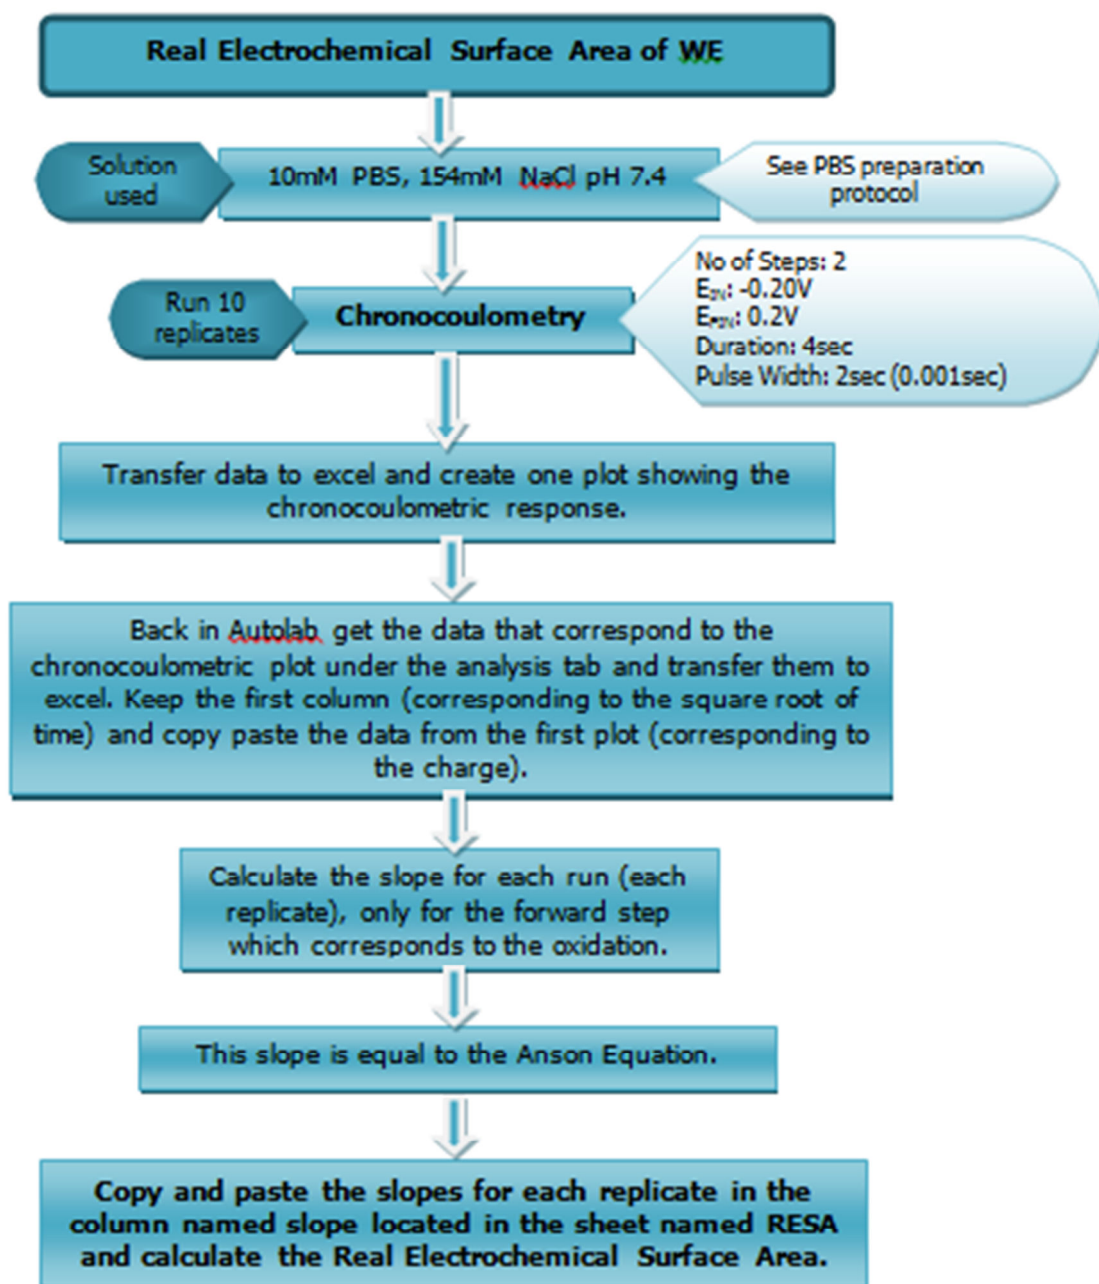 Real Electrochemical Surface Area of WE
Solution
used
10mM PBS, 154mM NaCl pH 7.4
See PBS preparation
protocol
Run 10
replicates
Chronocoulometry
No of Steps: 2
EIN: -0.20V
EFIN: 0.2V
Duration: 4sec
Pulse Width: 2sec (0.001sec)
Transfer data to excel and create one plot showing the
chronocoulometric response.
Back in Autolab get the data that correspond to the
chronocoulometric plot under the analysis tab and transfer them to
excel. Keep the first column (corresponding to the square root of
time) and copy paste the data from the first plot (corresponding to
the charge).
Calculate the slope for each run (each
replicate), only for the forward step
which corresponds to the oxidation.
This slope is equal to the Anson Equation.
Copy and paste the slopes for each replicate in the
column named slope located in the sheet named RESA
and calculate the Real Electrochemical Surface Area.